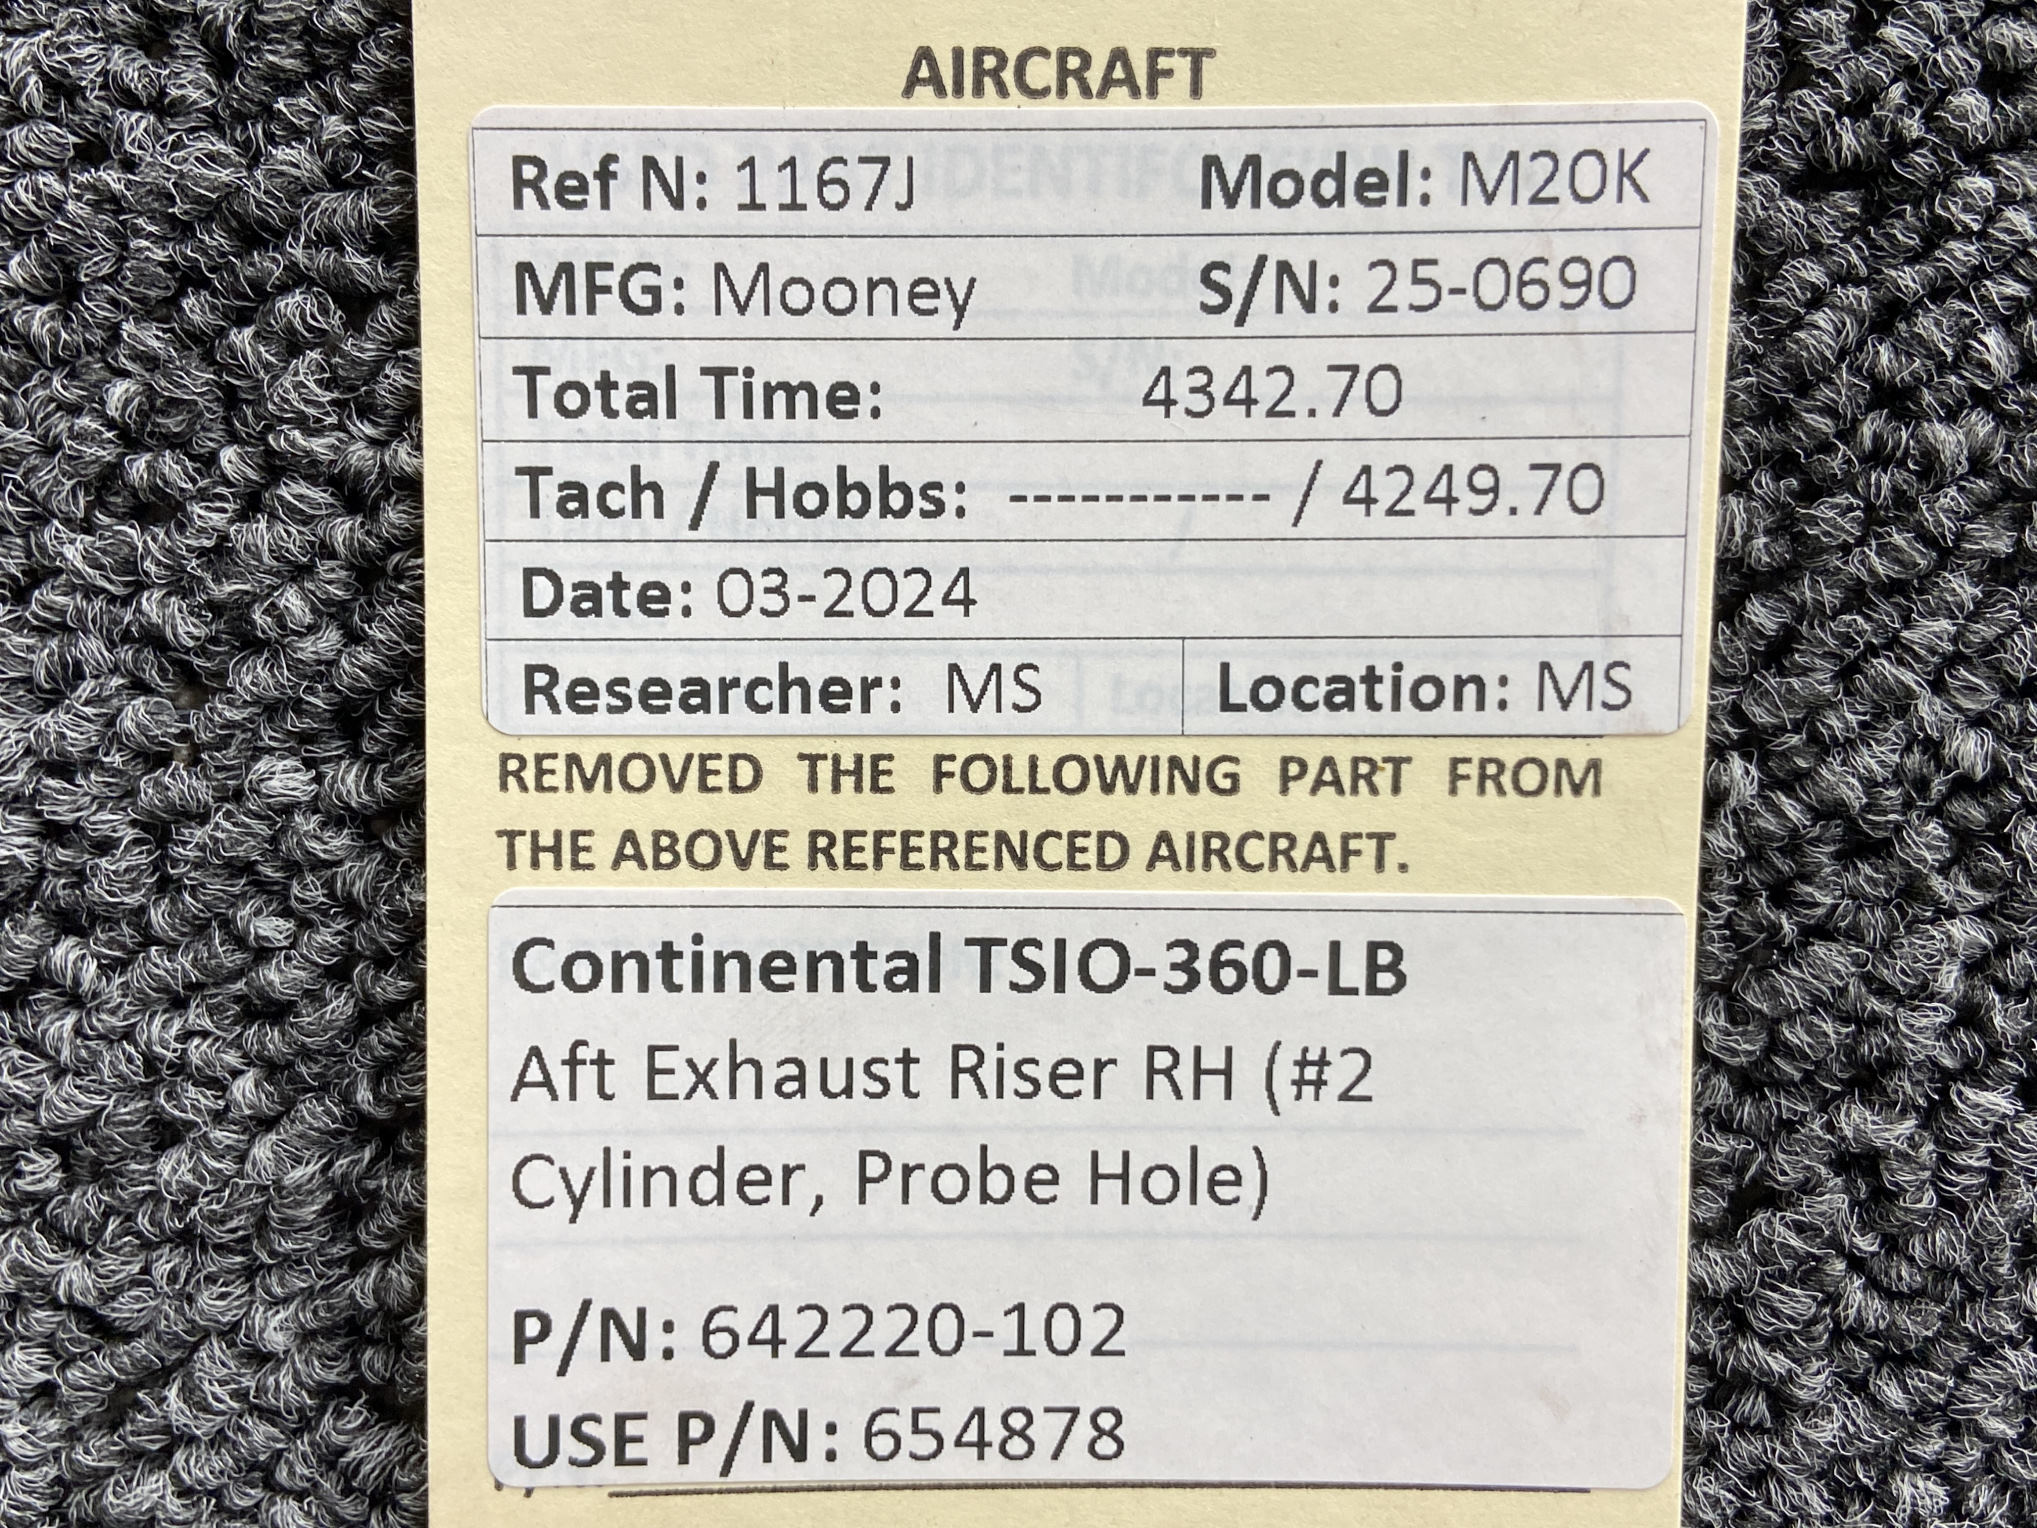 AIRCRAFT
Ref N: 1167J Model: M20K
MFG: Mooney S/N: 25-0690
Total Time: 4342.70
Tach / Hobbs: ----------- / 4249.70
Date: 03-2024
Researcher: MS Location: MS
REMOVED THE FOLLOWING PART FROM
THE ABOVE REFERENCED AIRCRAFT.
Continental TSIO-360-LB
Aft Exhaust Riser RH (#2
Cylinder, Probe Hole)
P/N: 642220-102
USE P/N: 654878